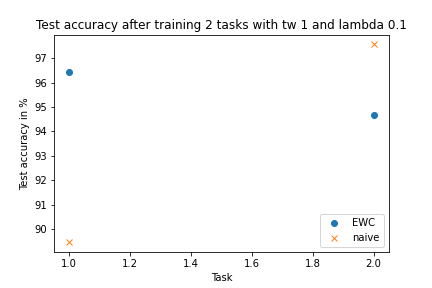 Test accuracy after training 2 tasks with tw 1 and lambda 0.1
Test accuracy in %
97
96
95
94
93
92
91
90
1.0 1.2 1.4 1.6 1.8 2.0
Task
EWC
naive